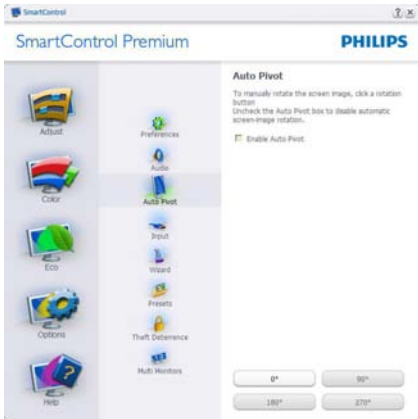 SmartControl
? ×
SmartControl Premium
PHILIPS
Adjust
Color
Eco
Options
Help
Preferences
Audio
Auto Pivot
Input
Wizard
Presets
Theft Deterrence
Multi Monitors
Auto Pivot
To manually rotate the screen image, click a rotation
button
Uncheck the Auto Pivot box to disable automatic
screen-image rotation.
Enable Auto Pivot
0°
90°
180°
270°